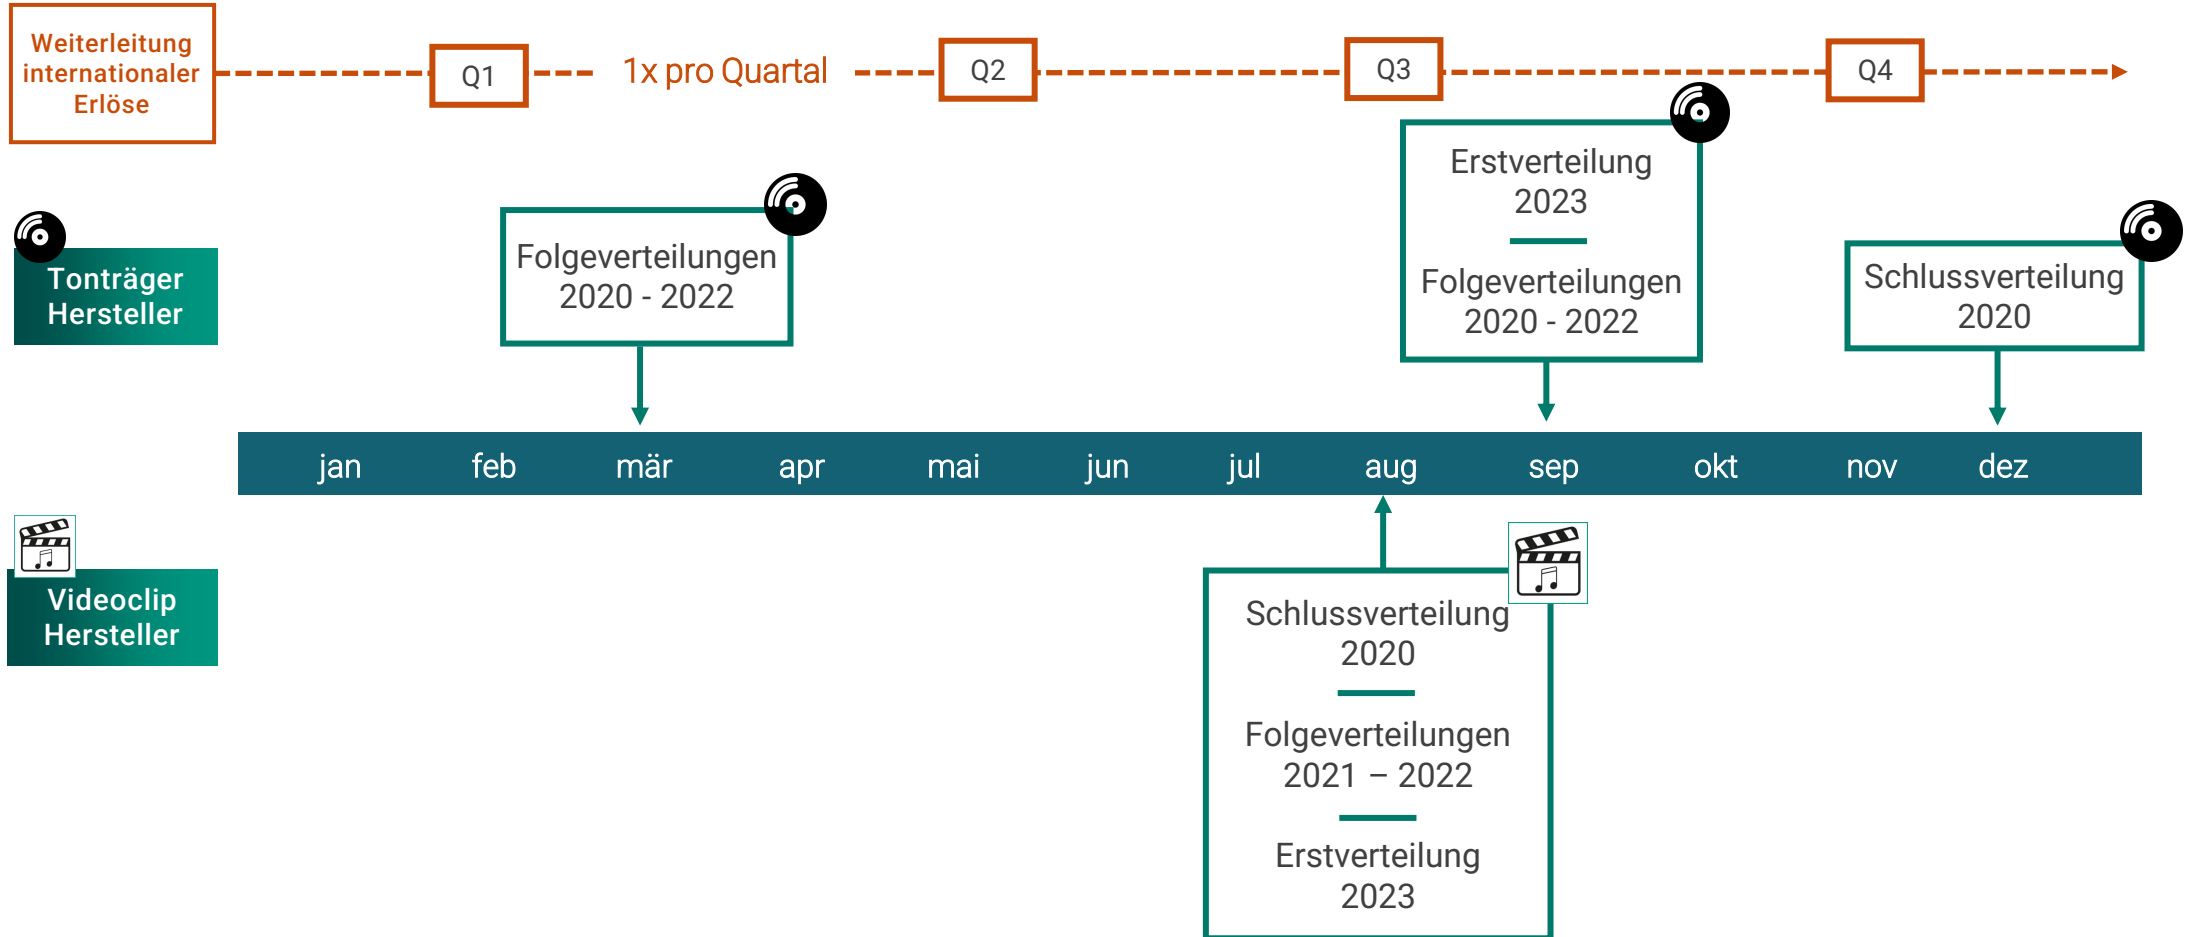 Weiterleitung
internationaler
Erlöse
Q1
1x pro Quartal
Q2
Q3
Q4
Tonträger
Hersteller
Folgeverteilungen
2020 - 2022
Erstverteilung
2023
Folgeverteilungen
2020 - 2022
Schlussverteilung
2020
jan feb mär apr mai jun jul aug sep okt nov dez
Videoclip
Hersteller
Schlussverteilung
2020
Folgeverteilungen
2021 – 2022
Erstverteilung
2023